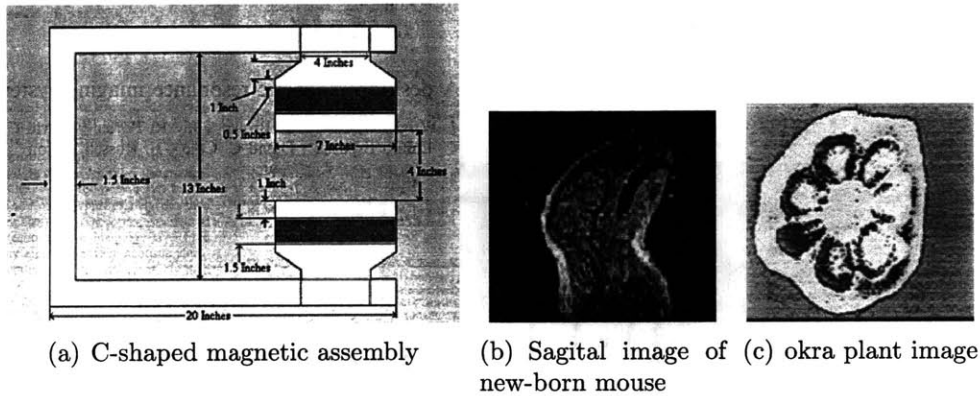 4 Inches
1 Inch
0.5 Inches
7 Inches
4 Inches
1.5 Inches
13 Inches
1 Inch
1.5 Inches
20 Inches
(a) C-shaped magnetic assembly
(b) Sagital image of
new-born mouse
(c) okra plant image